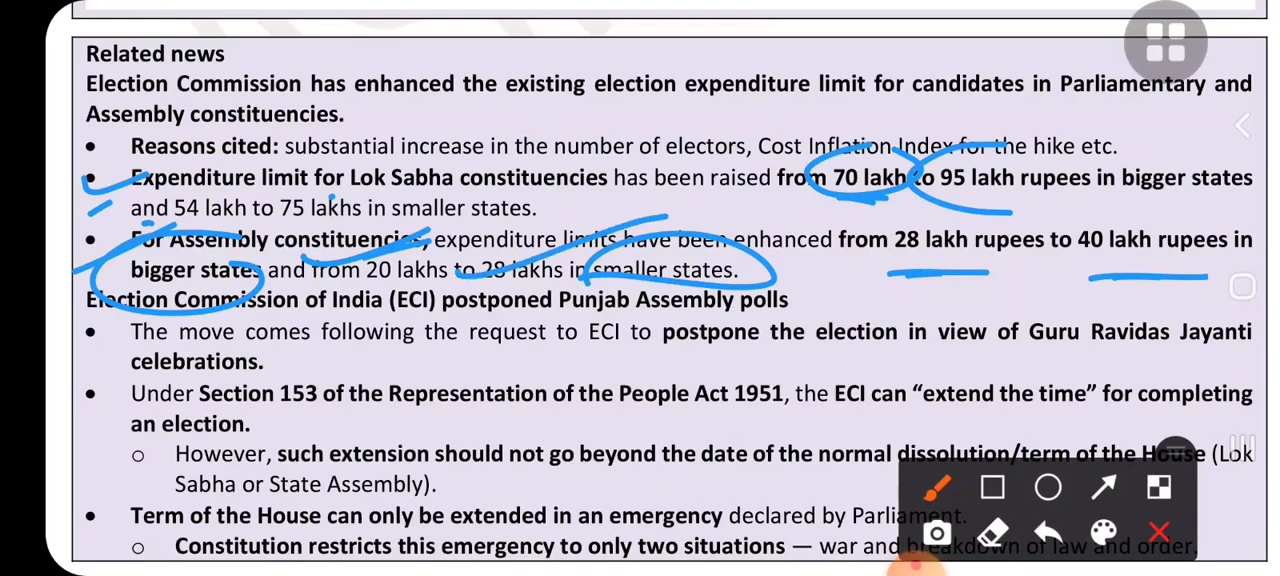 Related news
Election Commission has enhanced the existing election expenditure limit for candidates in Parliamentary and
Assembly constituencies.
• Reasons cited: substantial increase in the number of electors, Cost Inflation Index for the hike etc.
• Expenditure limit for Lok Sabha constituencies has been raised from 70 lakh to 95 lakh rupees in bigger states
and 54 lakh to 75 lakhs in smaller states.
• For Assembly constituencies, expenditure limits have been enhanced from 28 lakh rupees to 40 lakh rupees in
bigger states and from 20 lakhs to 28 lakhs in smaller states.
Election Commission of India (ECI) postponed Punjab Assembly polls
• The move comes following the request to ECI to postpone the election in view of Guru Ravidas Jayanti
celebrations.
• Under Section 153 of the Representation of the People Act 1951, the ECI can “extend the time” for completing
an election.
o However, such extension should not go beyond the date of the normal dissolution/term of the House (Lok
Sabha or State Assembly).
• Term of the House can only be extended in an emergency declared by Parliament.
o Constitution restricts this emergency to only two situations — war and breakdown of law and order.